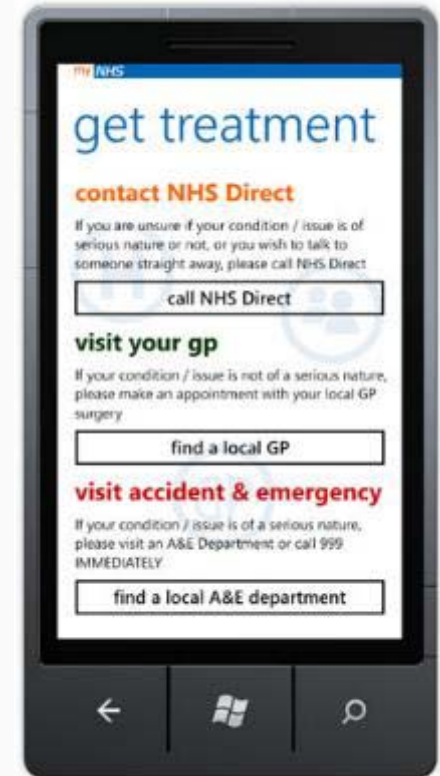 my NHS
get treatment
contact NHS Direct
If you are unsure if your condition / issue is of
serious nature or not, or you wish to talk to
someone straight away, please call NHS Direct
call NHS Direct
visit your gp
If your condition / issue is not of a serious nature,
please make an appointment with your local GP
surgery
find a local GP
visit accident & emergency
If your condition / issue is of a serious nature,
please visit an A&E Department or call 999
IMMEDIATELY
find a local A&E department